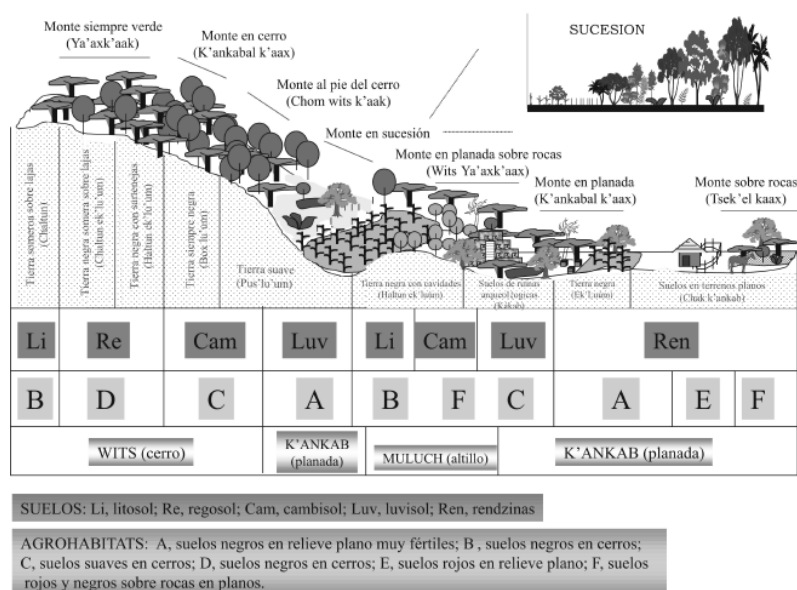 Monte siempre verde
(Ya'axk'aak)
Monte en cerro
(K'ankabal k'aax)
Monte al pie del cerro
(Chom wits k'aak)
Monte en sucesión
Monte en planada sobre rocas
(Wits Ya'axk'aax)
Monte en planada
(K'ankabal k'aax)
Monte sobre rocas
(Tsek'el kaax)
SUCESION
Tierra someros sobre lajas
(Chaltun)
Tierra negra somera sobre lajas
(Chaltun ek'lu'um)
Tierra negra con sartenejas
(Haltun ek'lu'um)
Tierra siempre negra
(Box lu'um)
Tierra suave
(Pus'lu'um)
Tierra negra con cavidades
(Haltun ek'luúm)
Suelos de ruinas
(Kakab)
Tierra negra
(Ek'Luúm)
Suelos en terrenos planos
(Chak k'ankab)
Li Re Cam Luv Li Cam Luv Ren
B D C A B F C A E F
WITS (cerro)
K'ANKAB
(planada)
MULUCH (altillo)
K'ANKAB (planada)
SUELOS: Li, litosol; Re, regosol; Cam, cambisol; Luv, luvisol; Ren, rendzinas
AGROHABITATS: A, suelos negros en relieve plano muy fértiles; B , suelos negros en cerros;
C, suelos suaves en cerros; D, suelos negros en cerros; E, suelos rojos en relieve plano; F, suelos
rojos y negros sobre rocas en planos.